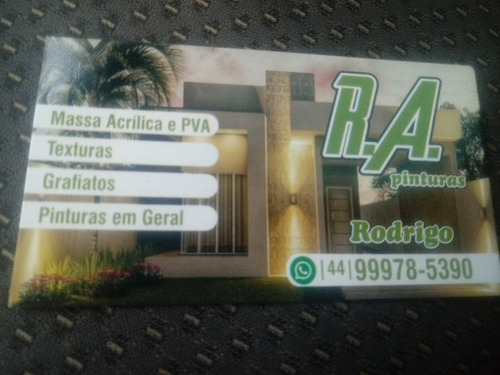 Massa Acrílica e PVA
Texturas
Grafiatos
Pinturas em Geral
R.A.
pinturas
Rodrigo
|44|99978-5390